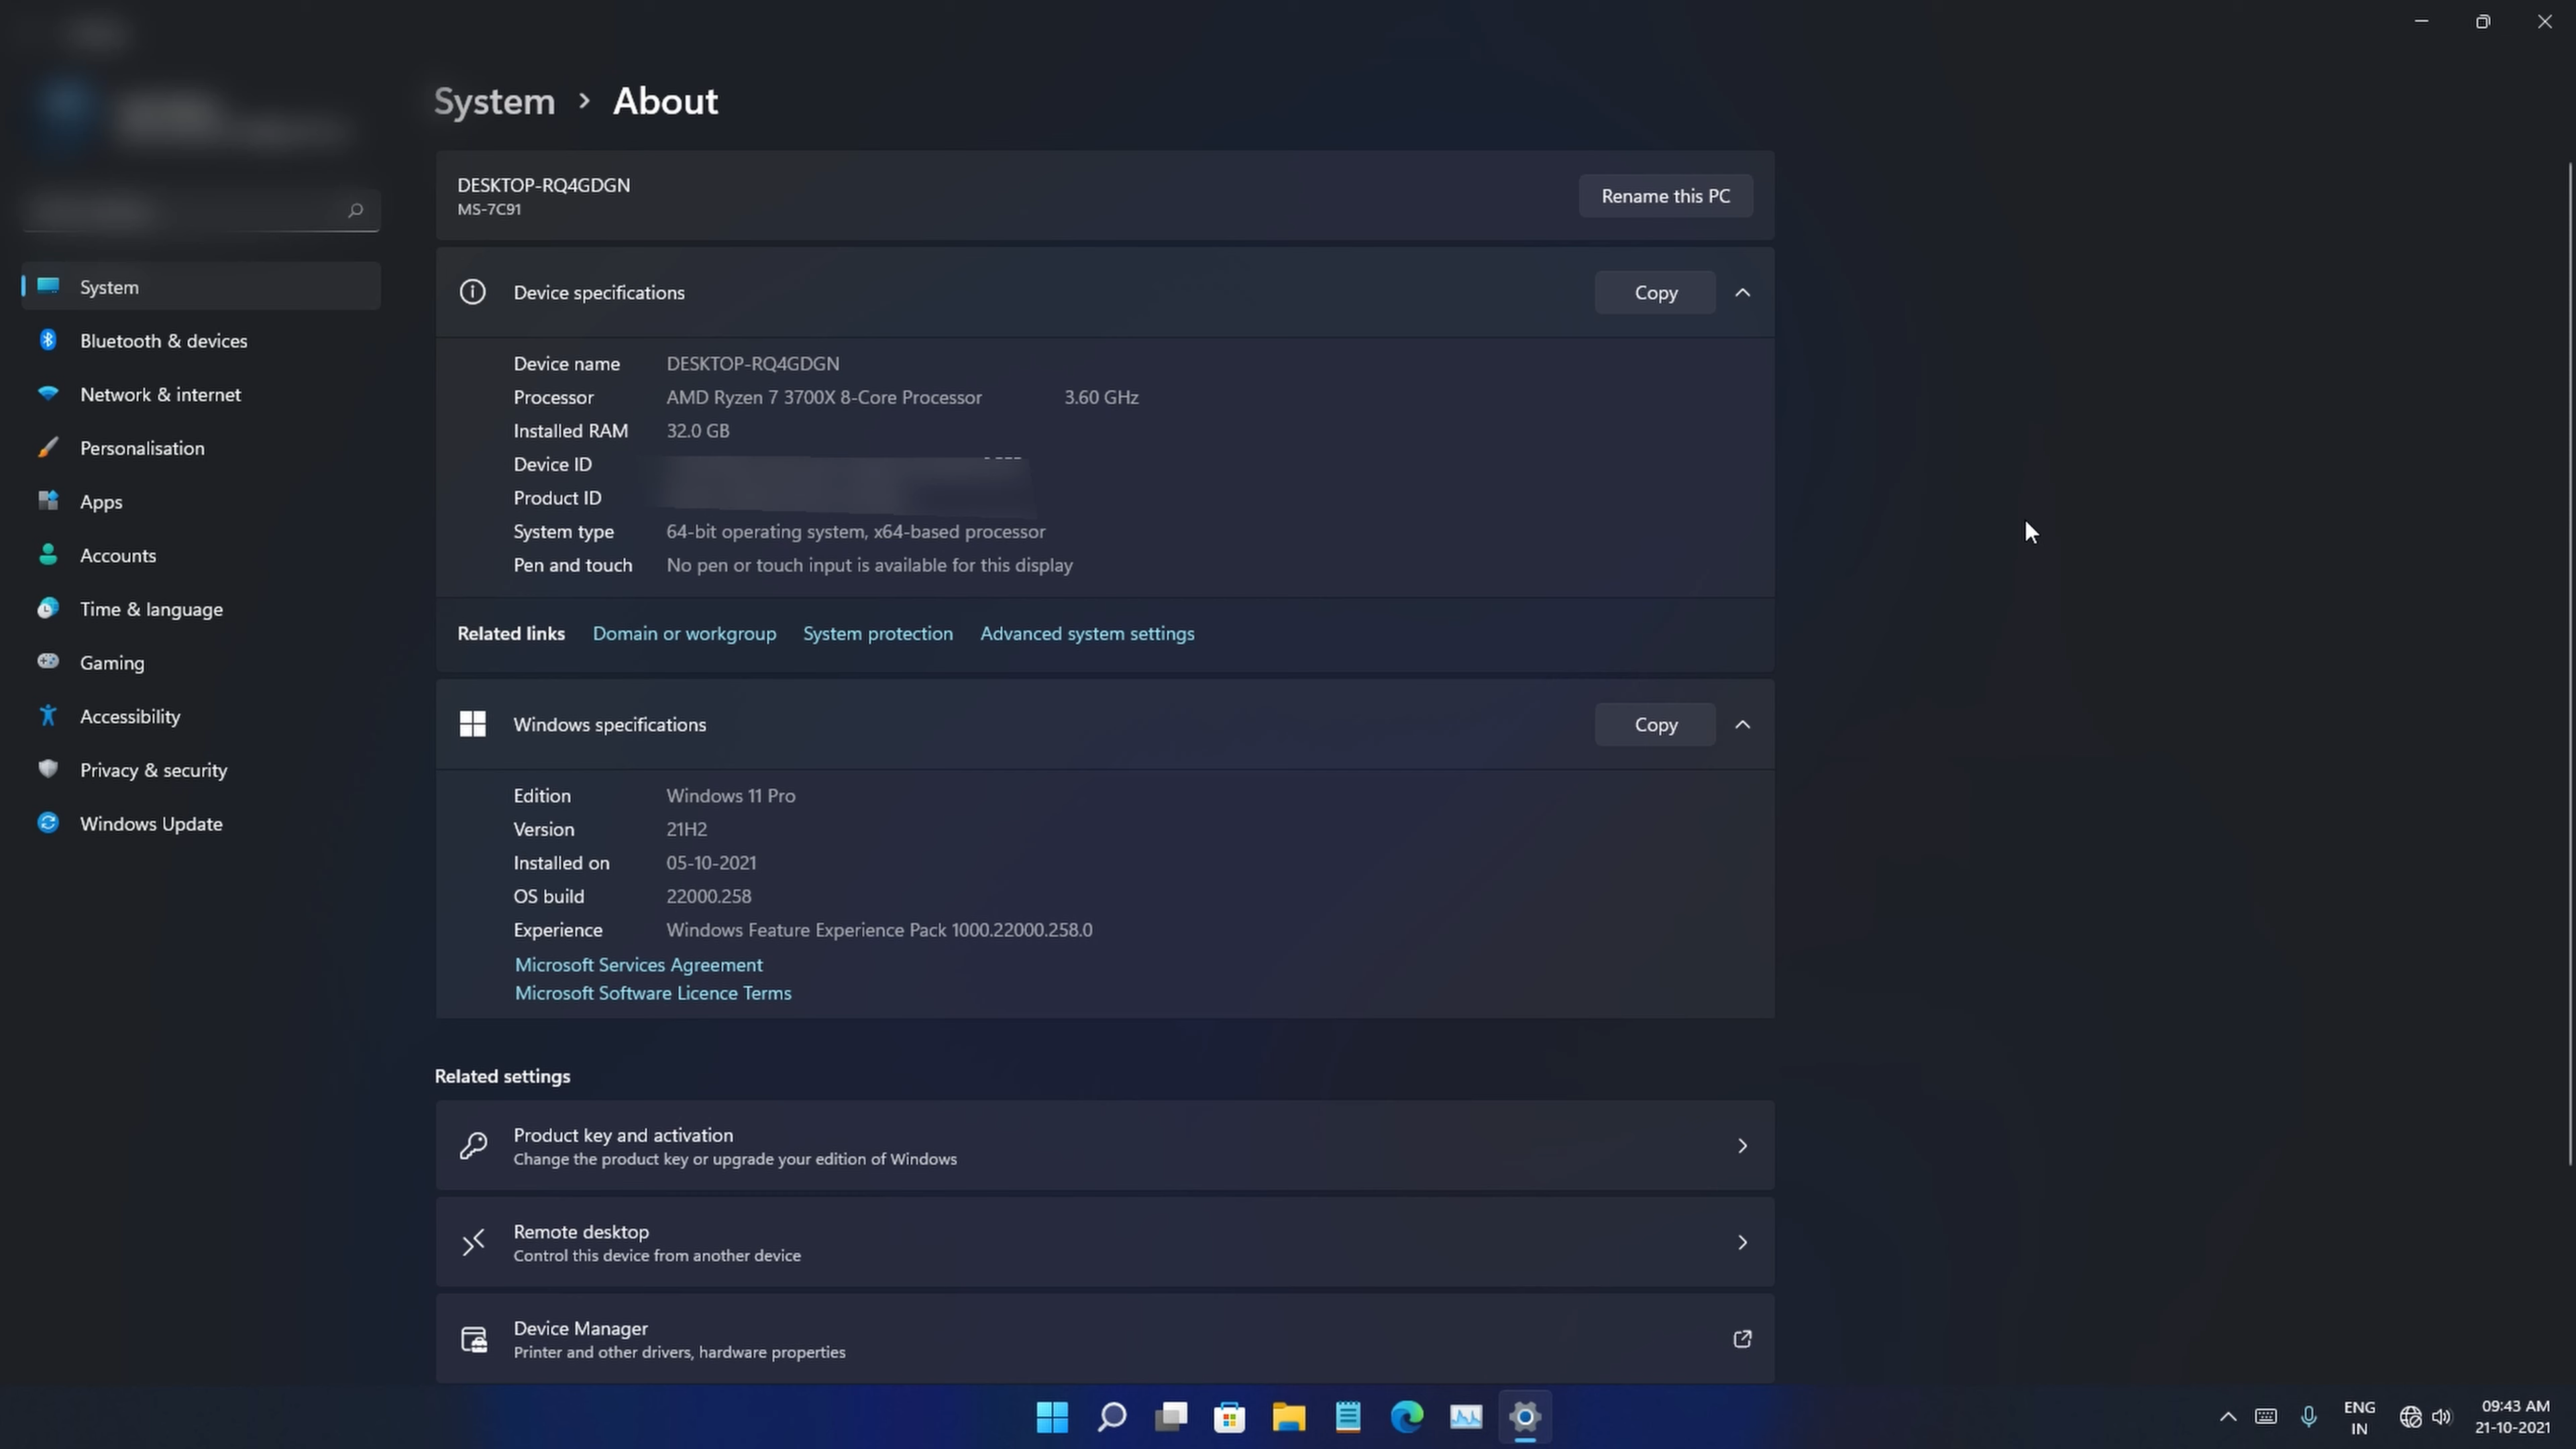 System > About
DESKTOP-RQ4GDGN
MS-7C91
Rename this PC
System
Bluetooth & devices
Network & internet
Personalisation
Apps
Accounts
Time & language
Gaming
Accessibility
Privacy & security
Windows Update
Device specifications
Copy
Device name DESKTOP-RQ4GDGN
Processor AMD Ryzen 7 3700X 8-Core Processor 3.60 GHz
Installed RAM 32.0 GB
Device ID
Product ID
System type 64-bit operating system, x64-based processor
Pen and touch No pen or touch input is available for this display
Related links Domain or workgroup System protection Advanced system settings
Windows specifications
Copy
Edition Windows 11 Pro
Version 21H2
Installed on 05-10-2021
OS build 22000.258
Experience Windows Feature Experience Pack 1000.22000.258.0
Microsoft Services Agreement
Microsoft Software Licence Terms
Related settings
Product key and activation
Change the product key or upgrade your edition of Windows
Remote desktop
Control this device from another device
Device Manager
Printer and other drivers, hardware properties
ENG
IN
09:43 AM
21-10-2021